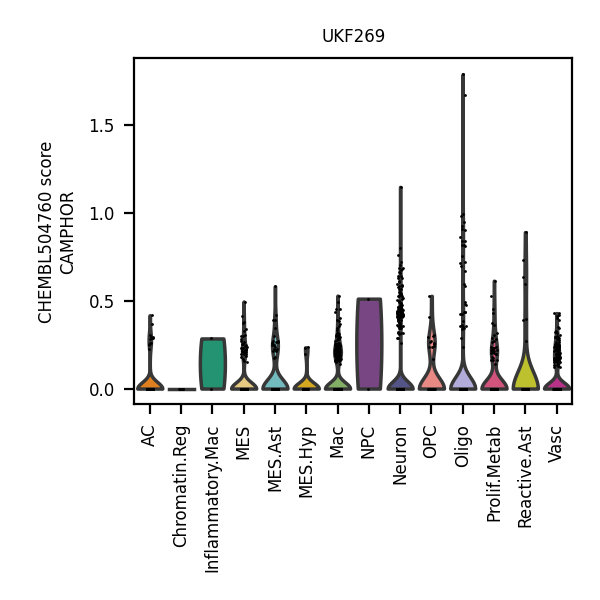 UKF269
CHEMBL504760 score
CAMPHOR
1.5
1.0
0.5
0.0
AC
Chromatin.Reg
Inflammatory.Mac
MES
MES.Ast
MES.Hyp
Mac
NPC
Neuron
OPC
Oligo
Prolif.Metab
Reactive.Ast
Vasc